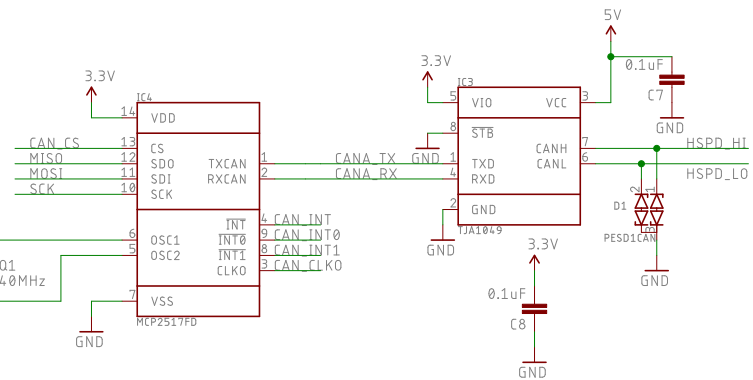 5V
3.3V
3.3V
0.1uF
C7
GND
IC4
14 VDD
IC3
5 VIO
VCC 3
8 STB
GND
CAN_CS 13 CS
MISO 12 SDO
MOSI 11 SDI
SCK 10 SCK
TXCAN 1 CANA_TX 1 TXD
RXCAN 2 CANA_RX 4 RXD
CANH 7 HSPD_HI
CANL 6 HSPD_LO
2 GND
TJA1049
GND
D1
2 1
3
PESD1CAN
GND
INT 4 CAN_INT
INT0 9 CAN_INT0
INT1 8 CAN_INT1
CLKO 3 CAN_CLKO
6 OSC1
5 OSC2
Q1
40MHz
7 VSS
MCP2517FD
GND
3.3V
0.1uF
C8
GND